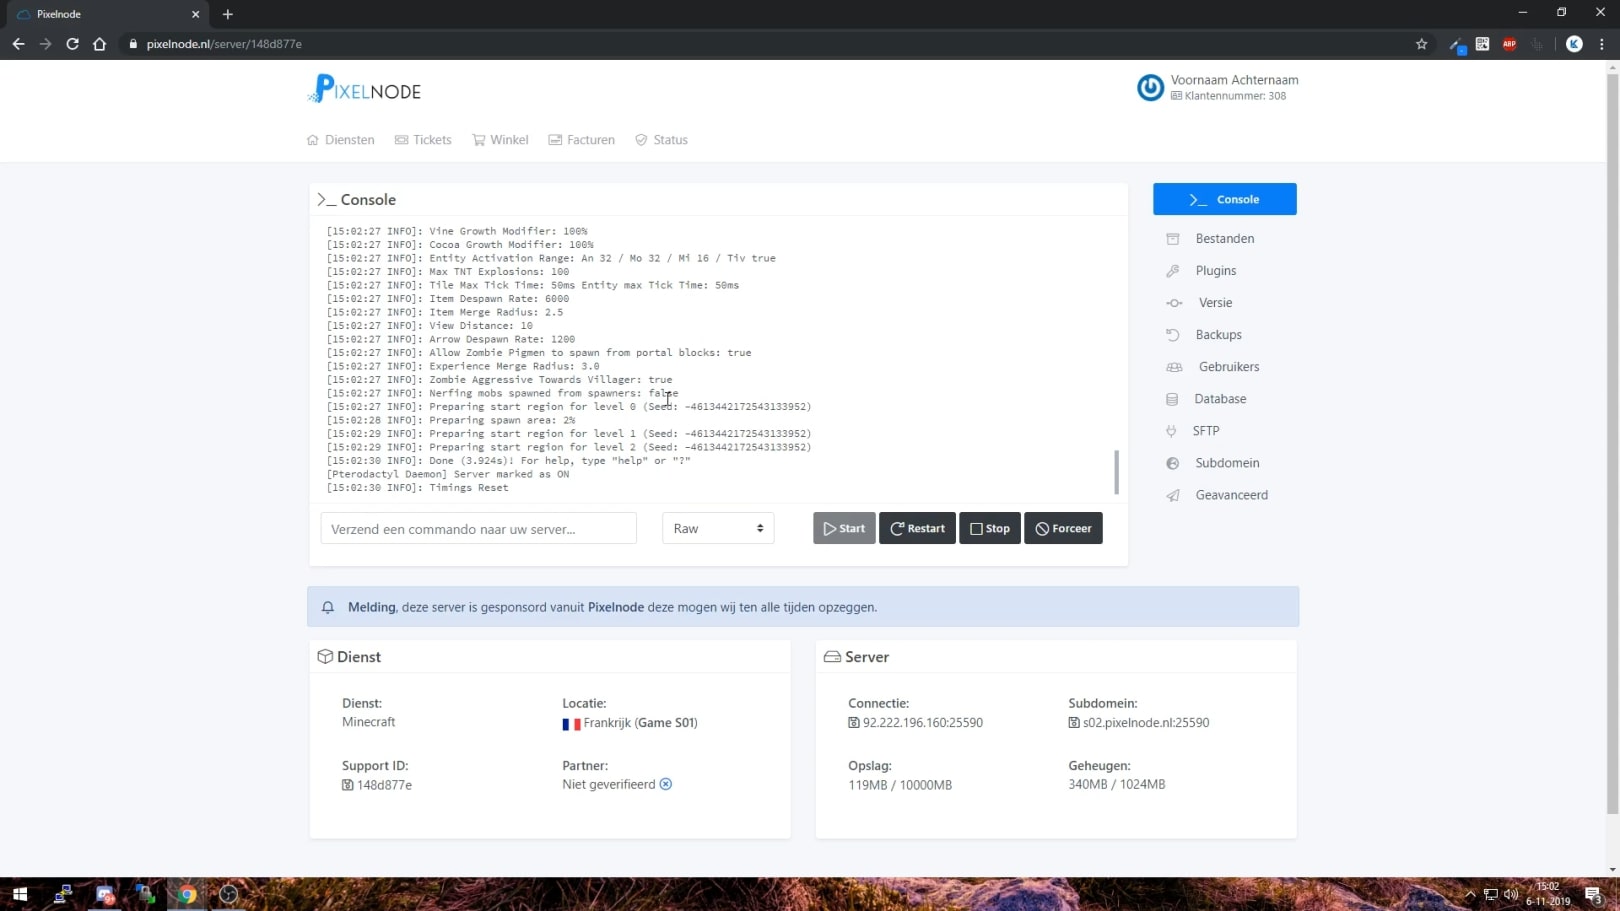 Pixelnode
pixelnode.nl/server/148d877e
ABP
K
PIXELNODE
Voornaam Achternaam
Klantennummer: 308
Diensten Tickets Winkel Facturen Status
>_ Console
[15:02:27 INFO]: Vine Growth Modifier: 100%
[15:02:27 INFO]: Cocoa Growth Modifier: 100%
[15:02:27 INFO]: Entity Activation Range: An 32 / Mo 32 / Mi 16 / Tiv true
[15:02:27 INFO]: Max TNT Explosions: 100
[15:02:27 INFO]: Tile Max Tick Time: 50ms Entity max Tick Time: 50ms
[15:02:27 INFO]: Item Despawn Rate: 6000
[15:02:27 INFO]: Item Merge Radius: 2.5
[15:02:27 INFO]: View Distance: 10
[15:02:27 INFO]: Arrow Despawn Rate: 1200
[15:02:27 INFO]: Allow Zombie Pigmen to spawn from portal blocks: true
[15:02:27 INFO]: Experience Merge Radius: 3.0
[15:02:27 INFO]: Zombie Aggressive Towards Villager: true
[15:02:27 INFO]: Nerfing mobs spawned from spawners: false
[15:02:27 INFO]: Preparing start region for level 0 (Seed: -4613442172543133952)
[15:02:28 INFO]: Preparing spawn area: 2%
[15:02:29 INFO]: Preparing start region for level 1 (Seed: -4613442172543133952)
[15:02:29 INFO]: Preparing start region for level 2 (Seed: -4613442172543133952)
[15:02:30 INFO]: Done (3.924s)! For help, type "help" or "?"
[Pterodactyl Daemon] Server marked as ON
[15:02:30 INFO]: Timings Reset
Verzend een commando naar uw server...
Raw
Start
Restart
Stop
Forceer
>_ Console
Bestanden
Plugins
Versie
Backups
Gebruikers
Database
SFTP
Subdomein
Geavanceerd
Melding, deze server is gesponsord vanuit Pixelnode deze mogen wij ten alle tijden opzeggen.
Dienst
Dienst:
Minecraft
Locatie:
Frankrijk (Game S01)
Support ID:
148d877e
Partner:
Niet geverifieerd
Server
Connectie:
92.222.196.160:25590
Subdomein:
s02.pixelnode.nl:25590
Opslag:
119MB / 10000MB
Geheugen:
340MB / 1024MB
15:02
6-11-2019
3